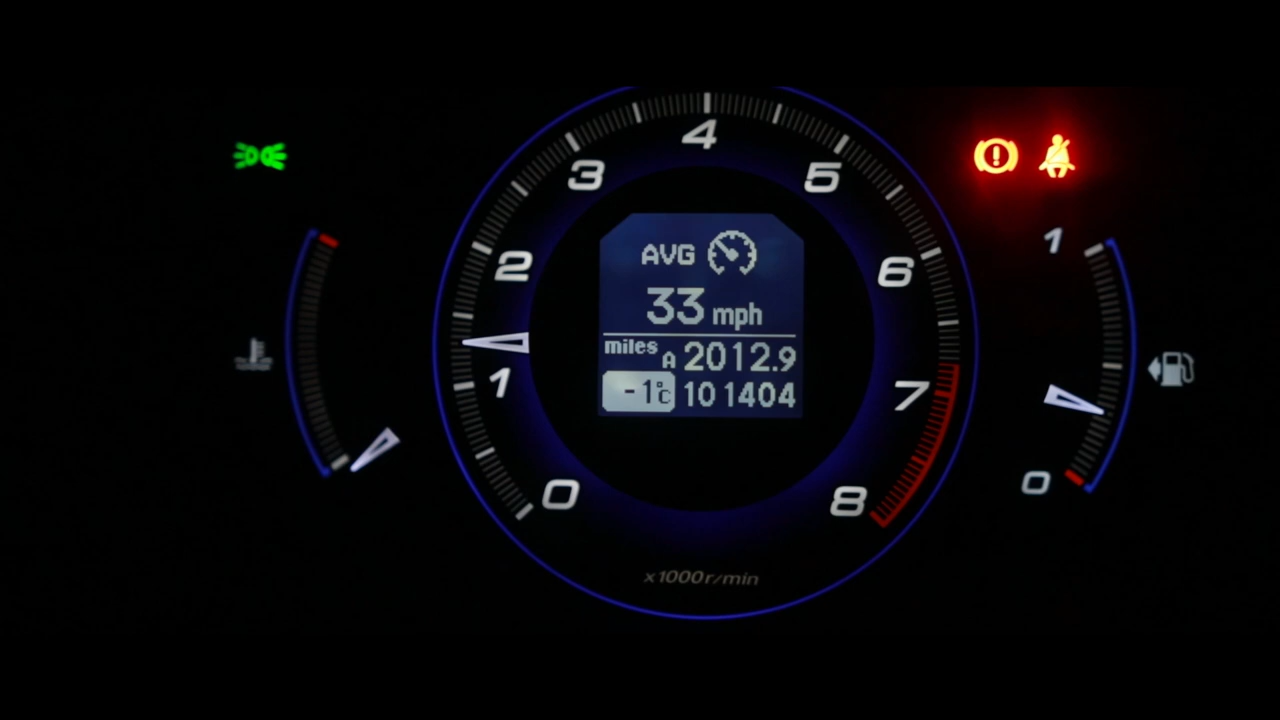 4
3 5
2 6
1 7
0 8
AVG
33 mph
miles A 2012.9
-1°C 101404
x1000r/min
1
0